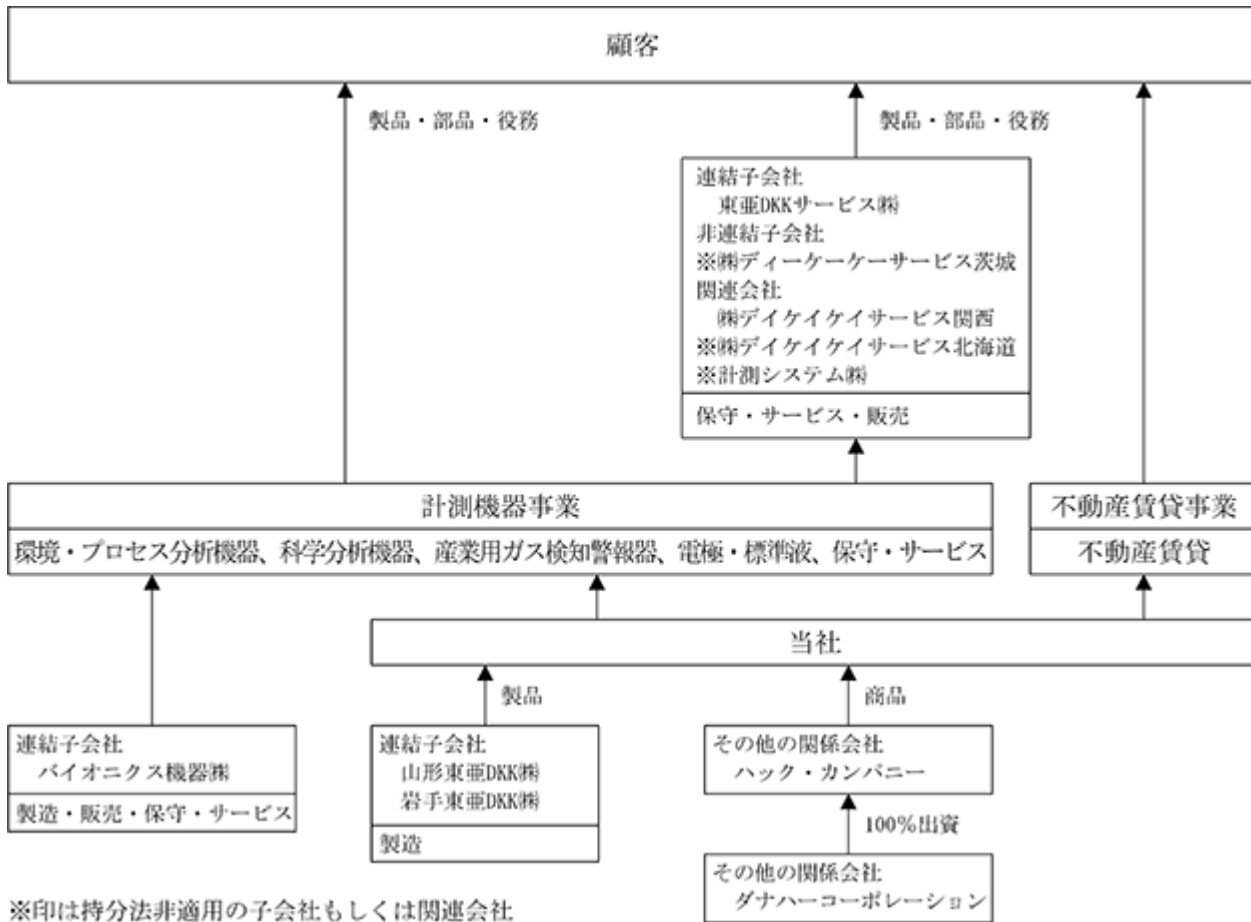 顧客
製品・部品・役務
製品・部品・役務
連結子会社
東亜DKKサービス㈱
非連結子会社
※㈱ディーケーケーサービス茨城
関連会社
㈱デイケイケイサービス関西
※㈱デイケイケイサービス北海道
※計測システム㈱
保守・サービス・販売
計測機器事業
環境・プロセス分析機器、科学分析機器、産業用ガス検知警報器、電極・標準液、保守・サービス
不動産賃貸事業
不動産賃貸
当社
製品
商品
連結子会社
バイオニクス機器㈱
製造・販売・保守・サービス
連結子会社
山形東亜DKK㈱
岩手東亜DKK㈱
製造
その他の関係会社
ハック・カンパニー
100%出資
その他の関係会社
ダナハーコーポレーション
※印は持分法非適用の子会社もしくは関連会社